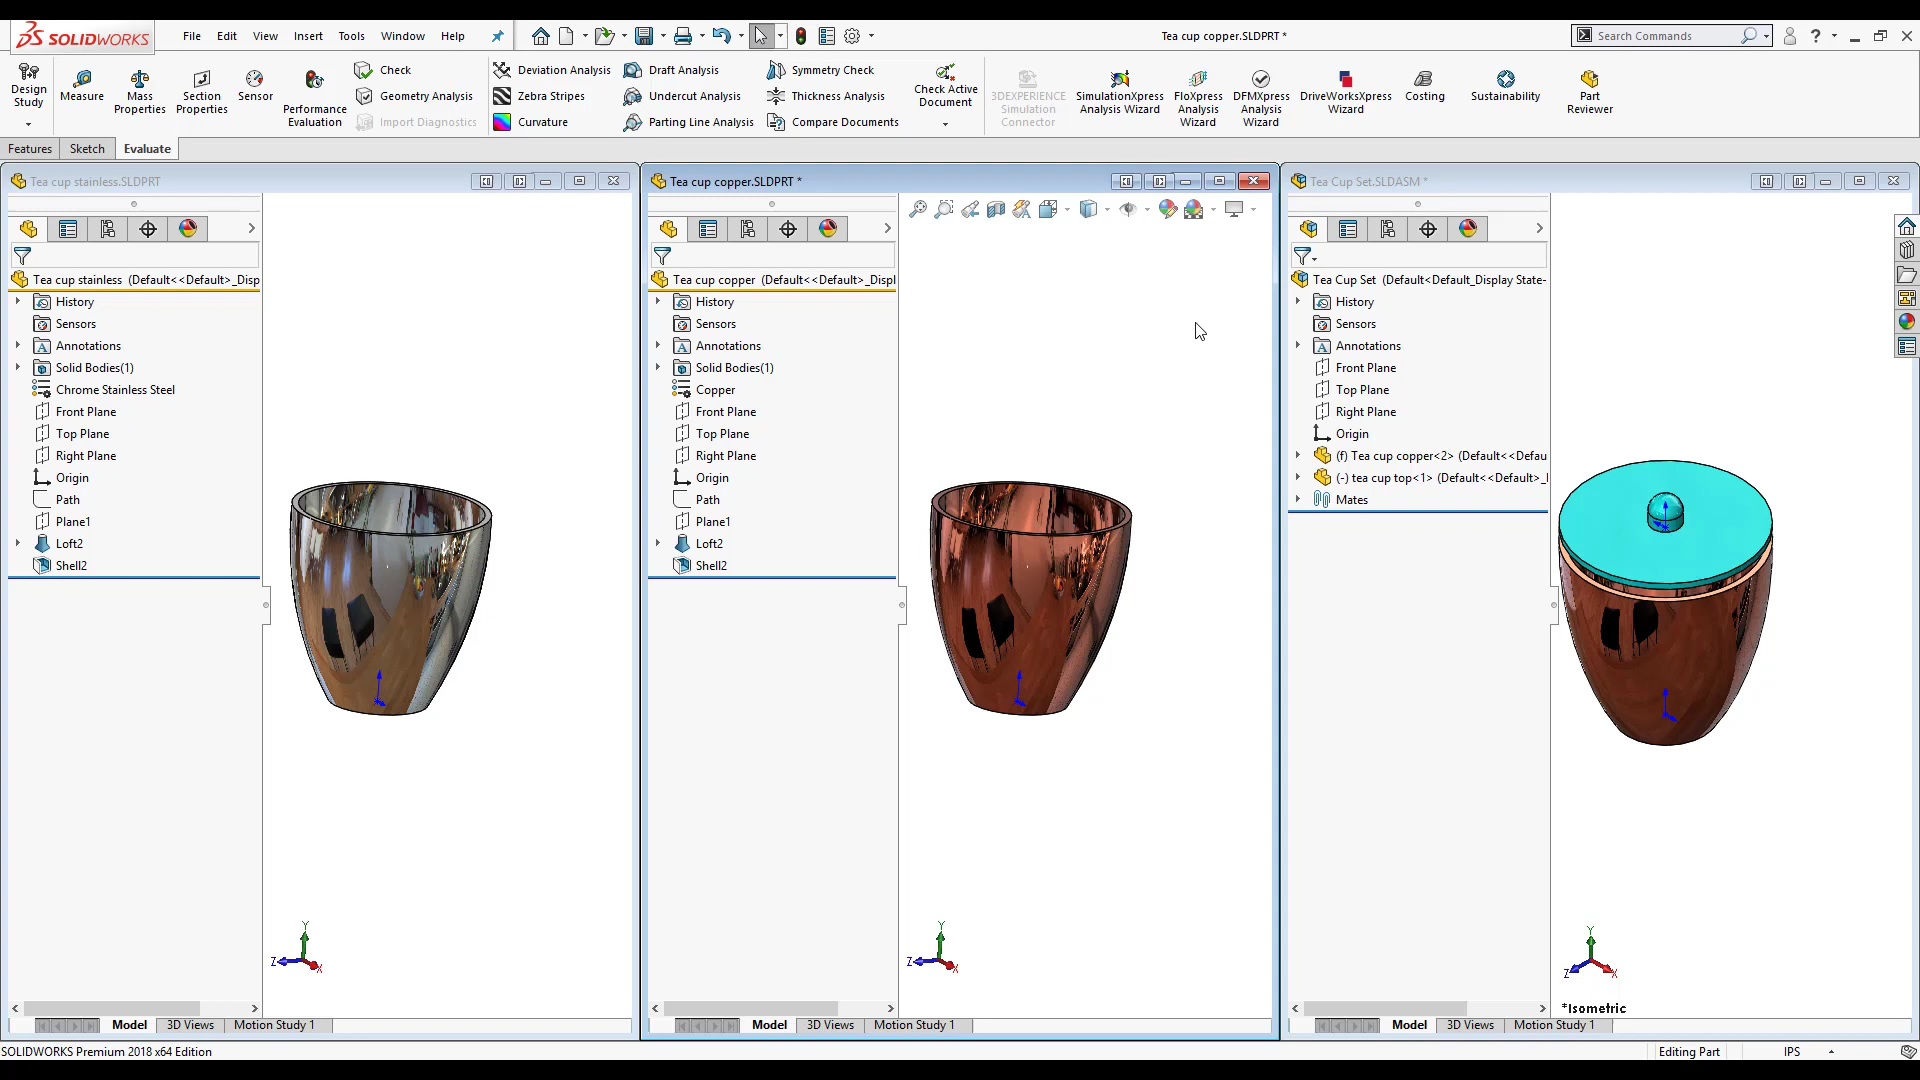 SOLIDWORKS
File Edit View Insert Tools Window Help
Tea cup copper.SLDPRT *
Search Commands
Design Study
Measure
Mass Properties
Section Properties
Sensor
Performance Evaluation
Check
Geometry Analysis
Import Diagnostics
Deviation Analysis
Zebra Stripes
Curvature
Draft Analysis
Undercut Analysis
Parting Line Analysis
Symmetry Check
Thickness Analysis
Compare Documents
Check Active Document
3DEXPERIENCE Simulation Connector
SimulationXpress Analysis Wizard
FloXpress Analysis Wizard
DFMXpress Analysis Wizard
DriveWorksXpress Wizard
Costing
Sustainability
Part Reviewer
Features Sketch Evaluate
Tea cup stainless.SLDPRT
Tea cup stainless (Default<<Default>_Disp
History
Sensors
Annotations
Solid Bodies(1)
Chrome Stainless Steel
Front Plane
Top Plane
Right Plane
Origin
Path
Plane1
Loft2
Shell2
Y
Z
X
Model 3D Views Motion Study 1
Tea cup copper.SLDPRT *
Tea cup copper (Default<<Default>_Displ
History
Sensors
Annotations
Solid Bodies(1)
Copper
Front Plane
Top Plane
Right Plane
Origin
Path
Plane1
Loft2
Shell2
Y
Z
X
Model 3D Views Motion Study 1
Tea Cup Set.SLDASM *
Tea Cup Set (Default<Default_Display State-
History
Sensors
Annotations
Front Plane
Top Plane
Right Plane
Origin
(f) Tea cup copper<2> (Default<<Defau
(-) tea cup top<1> (Default<<Default>_
Mates
Y
Z
X
*Isometric
Model 3D Views Motion Study 1
SOLIDWORKS Premium 2018 x64 Edition
Editing Part
IPS